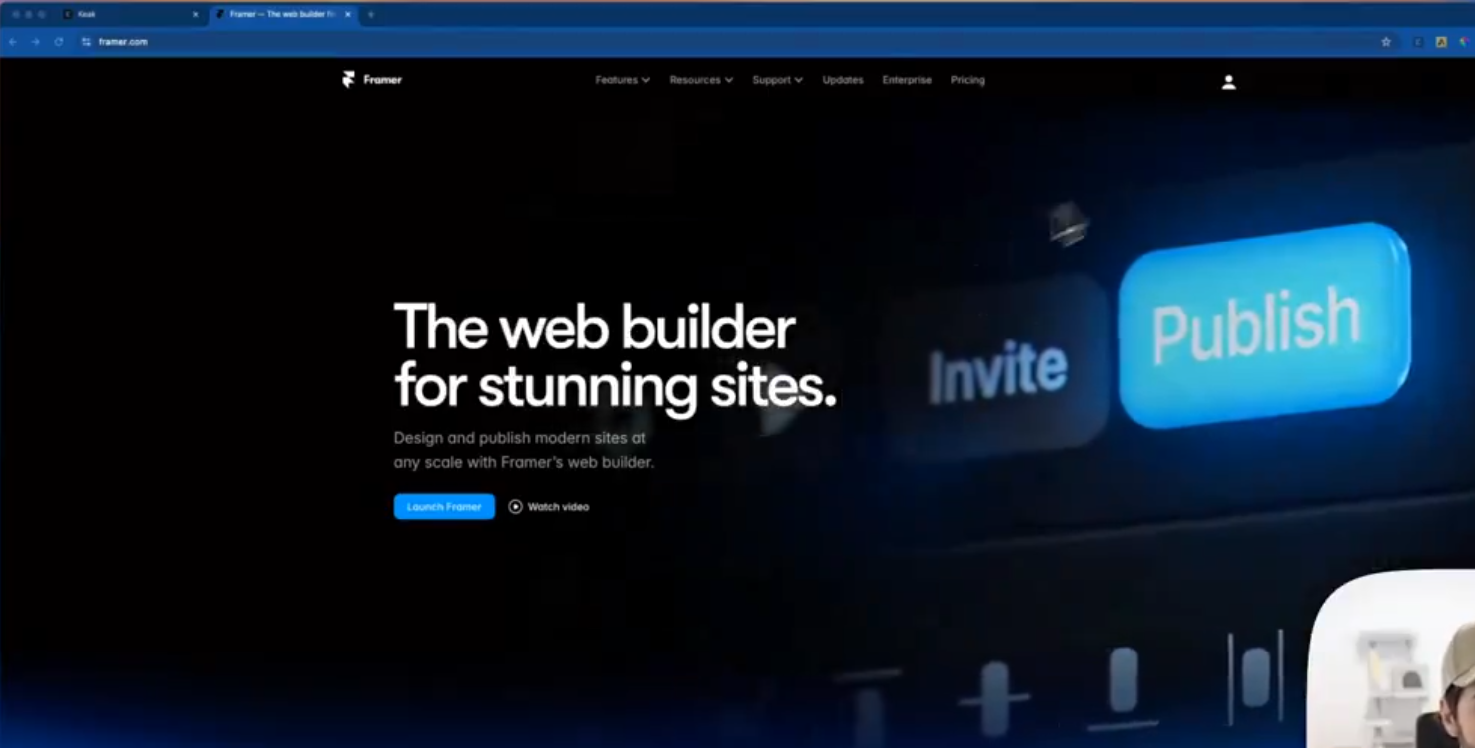 Keak
Framer — The web builder for
framer.com
Framer
Features
Resources
Support
Updates
Enterprise
Pricing
The web builder
for stunning sites.
Design and publish modern sites at
any scale with Framer's web builder.
Launch Framer
Watch video
Invite
Publish